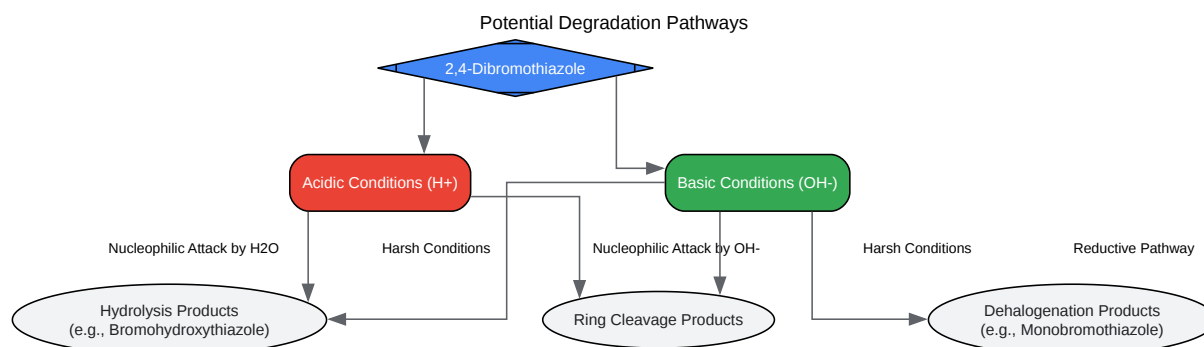 Potential Degradation Pathways
2,4-Dibromothiazole
Acidic Conditions (H+)
Basic Conditions (OH-)
Nucleophilic Attack by H2O
Harsh Conditions
Nucleophilic Attack by OH-
Harsh Conditions
Reductive Pathway
Hydrolysis Products
(e.g., Bromohydroxythiazole)
Ring Cleavage Products
Dehalogenation Products
(e.g., Monobromothiazole)